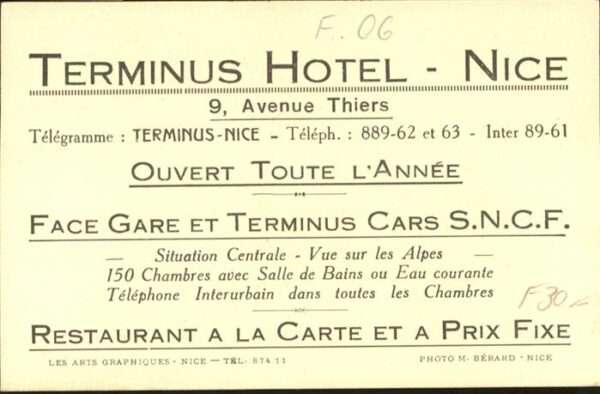 F. 06
TERMINUS HOTEL - NICE
9, Avenue Thiers
Télégramme : TERMINUS-NICE - Téléph. : 889-62 et 63 - Inter 89-61
OUVERT TOUTE L'ANNÉE
FACE GARE ET TERMINUS CARS S.N.C.F.
— Situation Centrale - Vue sur les Alpes —
150 Chambres avec Salle de Bains ou Eau courante
Téléphone Interurbain dans toutes les Chambres
F30
RESTAURANT A LA CARTE ET A PRIX FIXE
LES ARTS GRAPHIQUES - NICE — TÉL. 874 11
PHOTO M. BÉRARD - NICE